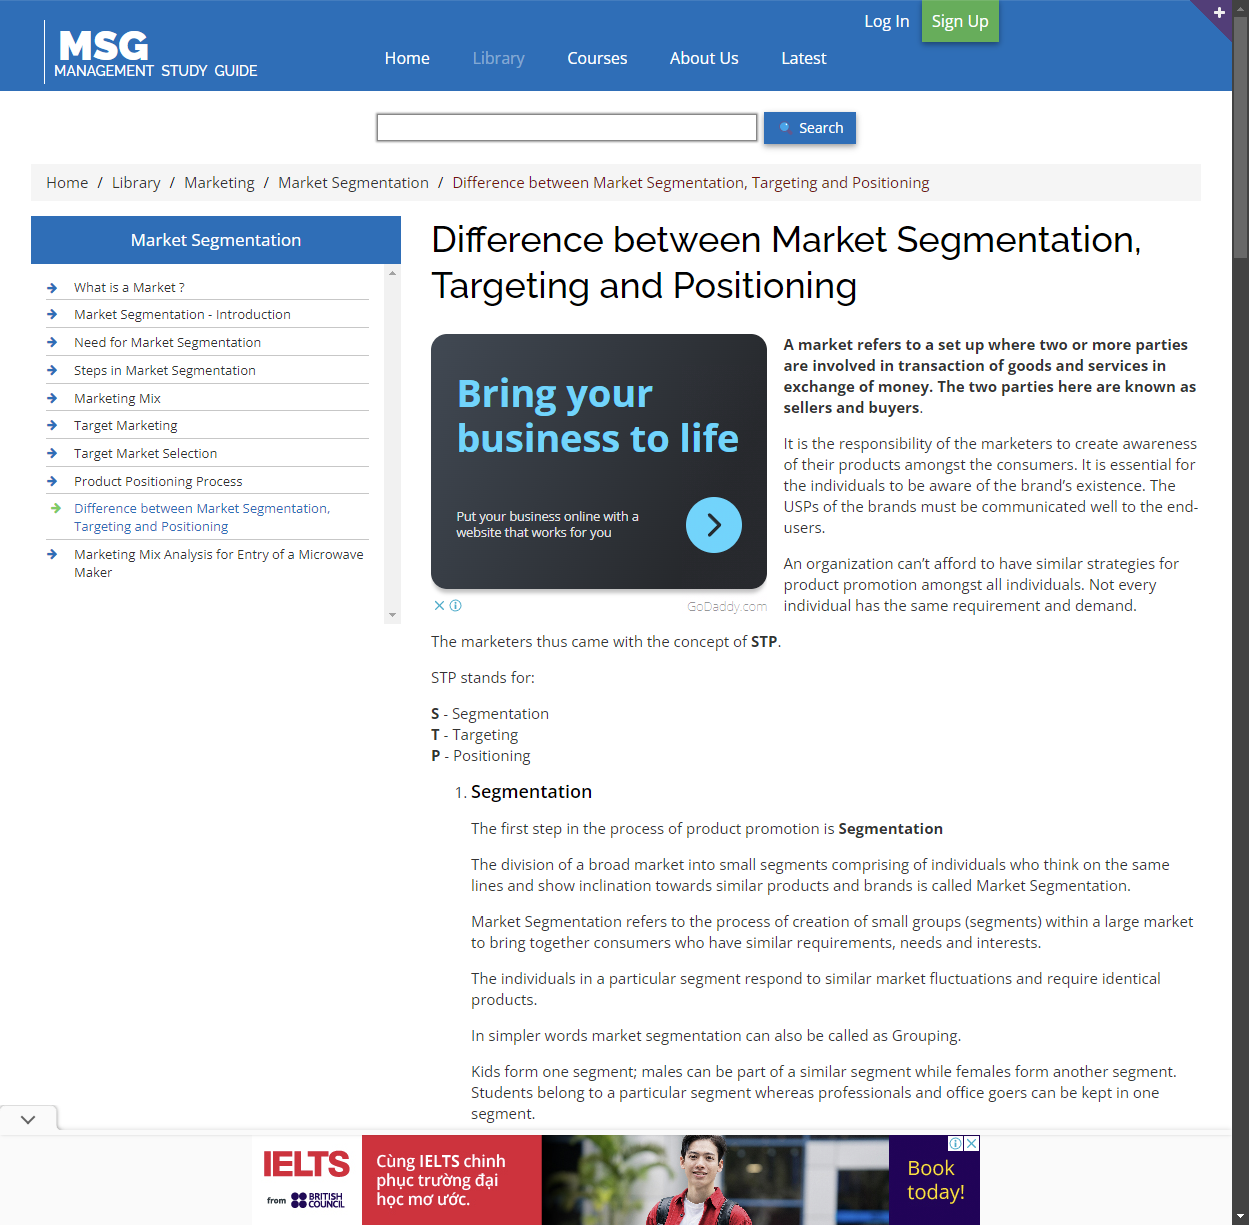 MSG
MANAGEMENT STUDY GUIDE
Log In
Sign Up
Home
Library
Courses
About Us
Latest
Search
Home / Library / Marketing / Market Segmentation / Difference between Market Segmentation, Targeting and Positioning
Market Segmentation
What is a Market ?
Market Segmentation - Introduction
Need for Market Segmentation
Steps in Market Segmentation
Marketing Mix
Target Marketing
Target Market Selection
Product Positioning Process
Difference between Market Segmentation,
Targeting and Positioning
Marketing Mix Analysis for Entry of a Microwave
Maker
Difference between Market Segmentation,
Targeting and Positioning
Bring your
business to life
Put your business online with a
website that works for you
GoDaddy.com
A market refers to a set up where two or more parties
are involved in transaction of goods and services in
exchange of money. The two parties here are known as
sellers and buyers.
It is the responsibility of the marketers to create awareness
of their products amongst the consumers. It is essential for
the individuals to be aware of the brand’s existence. The
USPs of the brands must be communicated well to the end-
users.
An organization can’t afford to have similar strategies for
product promotion amongst all individuals. Not every
individual has the same requirement and demand.
The marketers thus came with the concept of STP.
STP stands for:
S - Segmentation
T - Targeting
P - Positioning
1. Segmentation
The first step in the process of product promotion is Segmentation
The division of a broad market into small segments comprising of individuals who think on the same
lines and show inclination towards similar products and brands is called Market Segmentation.
Market Segmentation refers to the process of creation of small groups (segments) within a large market
to bring together consumers who have similar requirements, needs and interests.
The individuals in a particular segment respond to similar market fluctuations and require identical
products.
In simpler words market segmentation can also be called as Grouping.
Kids form one segment; males can be part of a similar segment while females form another segment.
Students belong to a particular segment whereas professionals and office goers can be kept in one
segment.
IELTS
from BRITISH
COUNCIL
Cùng IELTS chinh
phục trường đại
học mơ ước.
Book
today!